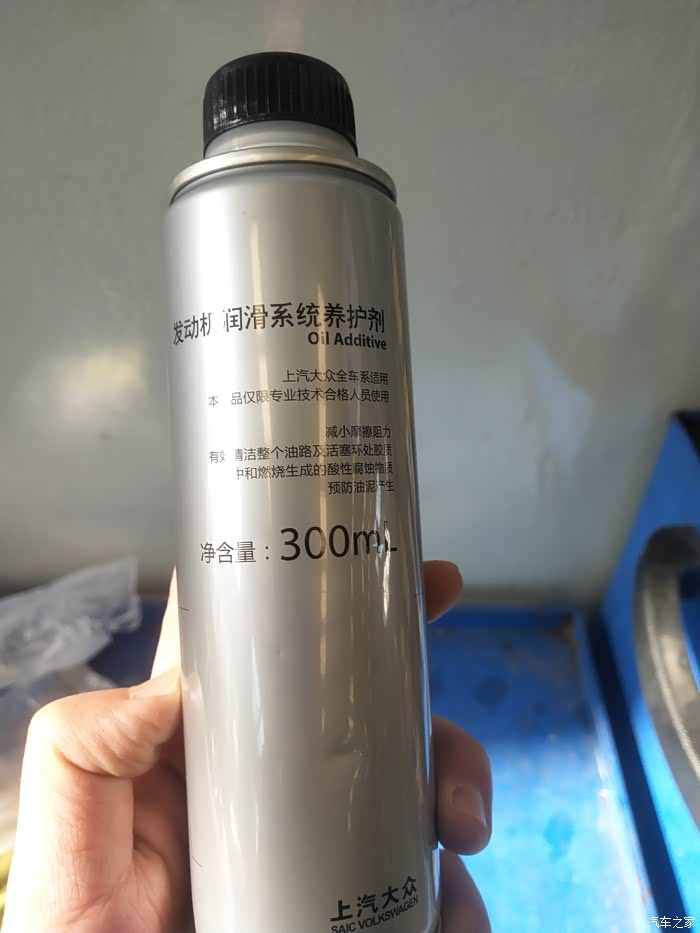 发动机润滑系统养护剂
Oil Additive
上汽大众全车系适用
本产品仅限专业技术合格人员使用
减小摩擦阻力
有效清洁整个油路及活塞环处胶质
中和燃烧生成的酸性腐蚀物质
预防油泥产生
净含量：300mL
上汽大众
SAIC VOLKSWAGEN
汽车之家